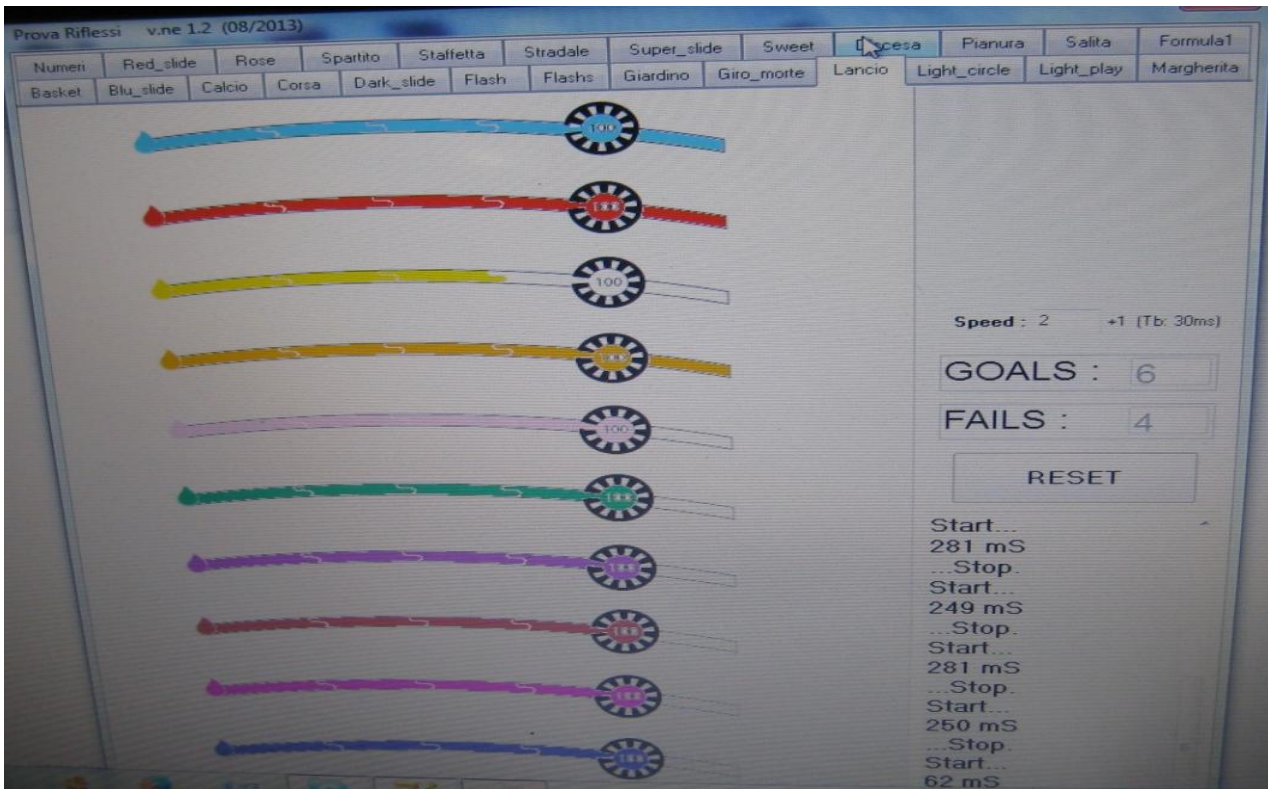 Prova Riflessi v.ne 1.2 (08/2013)
Numeri Red_slide Rose Spartito Staffetta Stradale Super_slide Sweet Discesa Pianura Salita Formula1
Basket Blu_slide Calcio Corsa Dark_slide Flash Flashs Giardino Giro_morte Lancio Light_circle Light_play Margherita
100
100
100
100
100
Speed : 2 +1 (Tb: 30ms)
GOALS : 6
FAILS : 4
RESET
Start...
281 mS
...Stop.
Start...
249 mS
...Stop.
Start...
281 mS
...Stop.
Start...
250 mS
...Stop.
Start...
62 mS